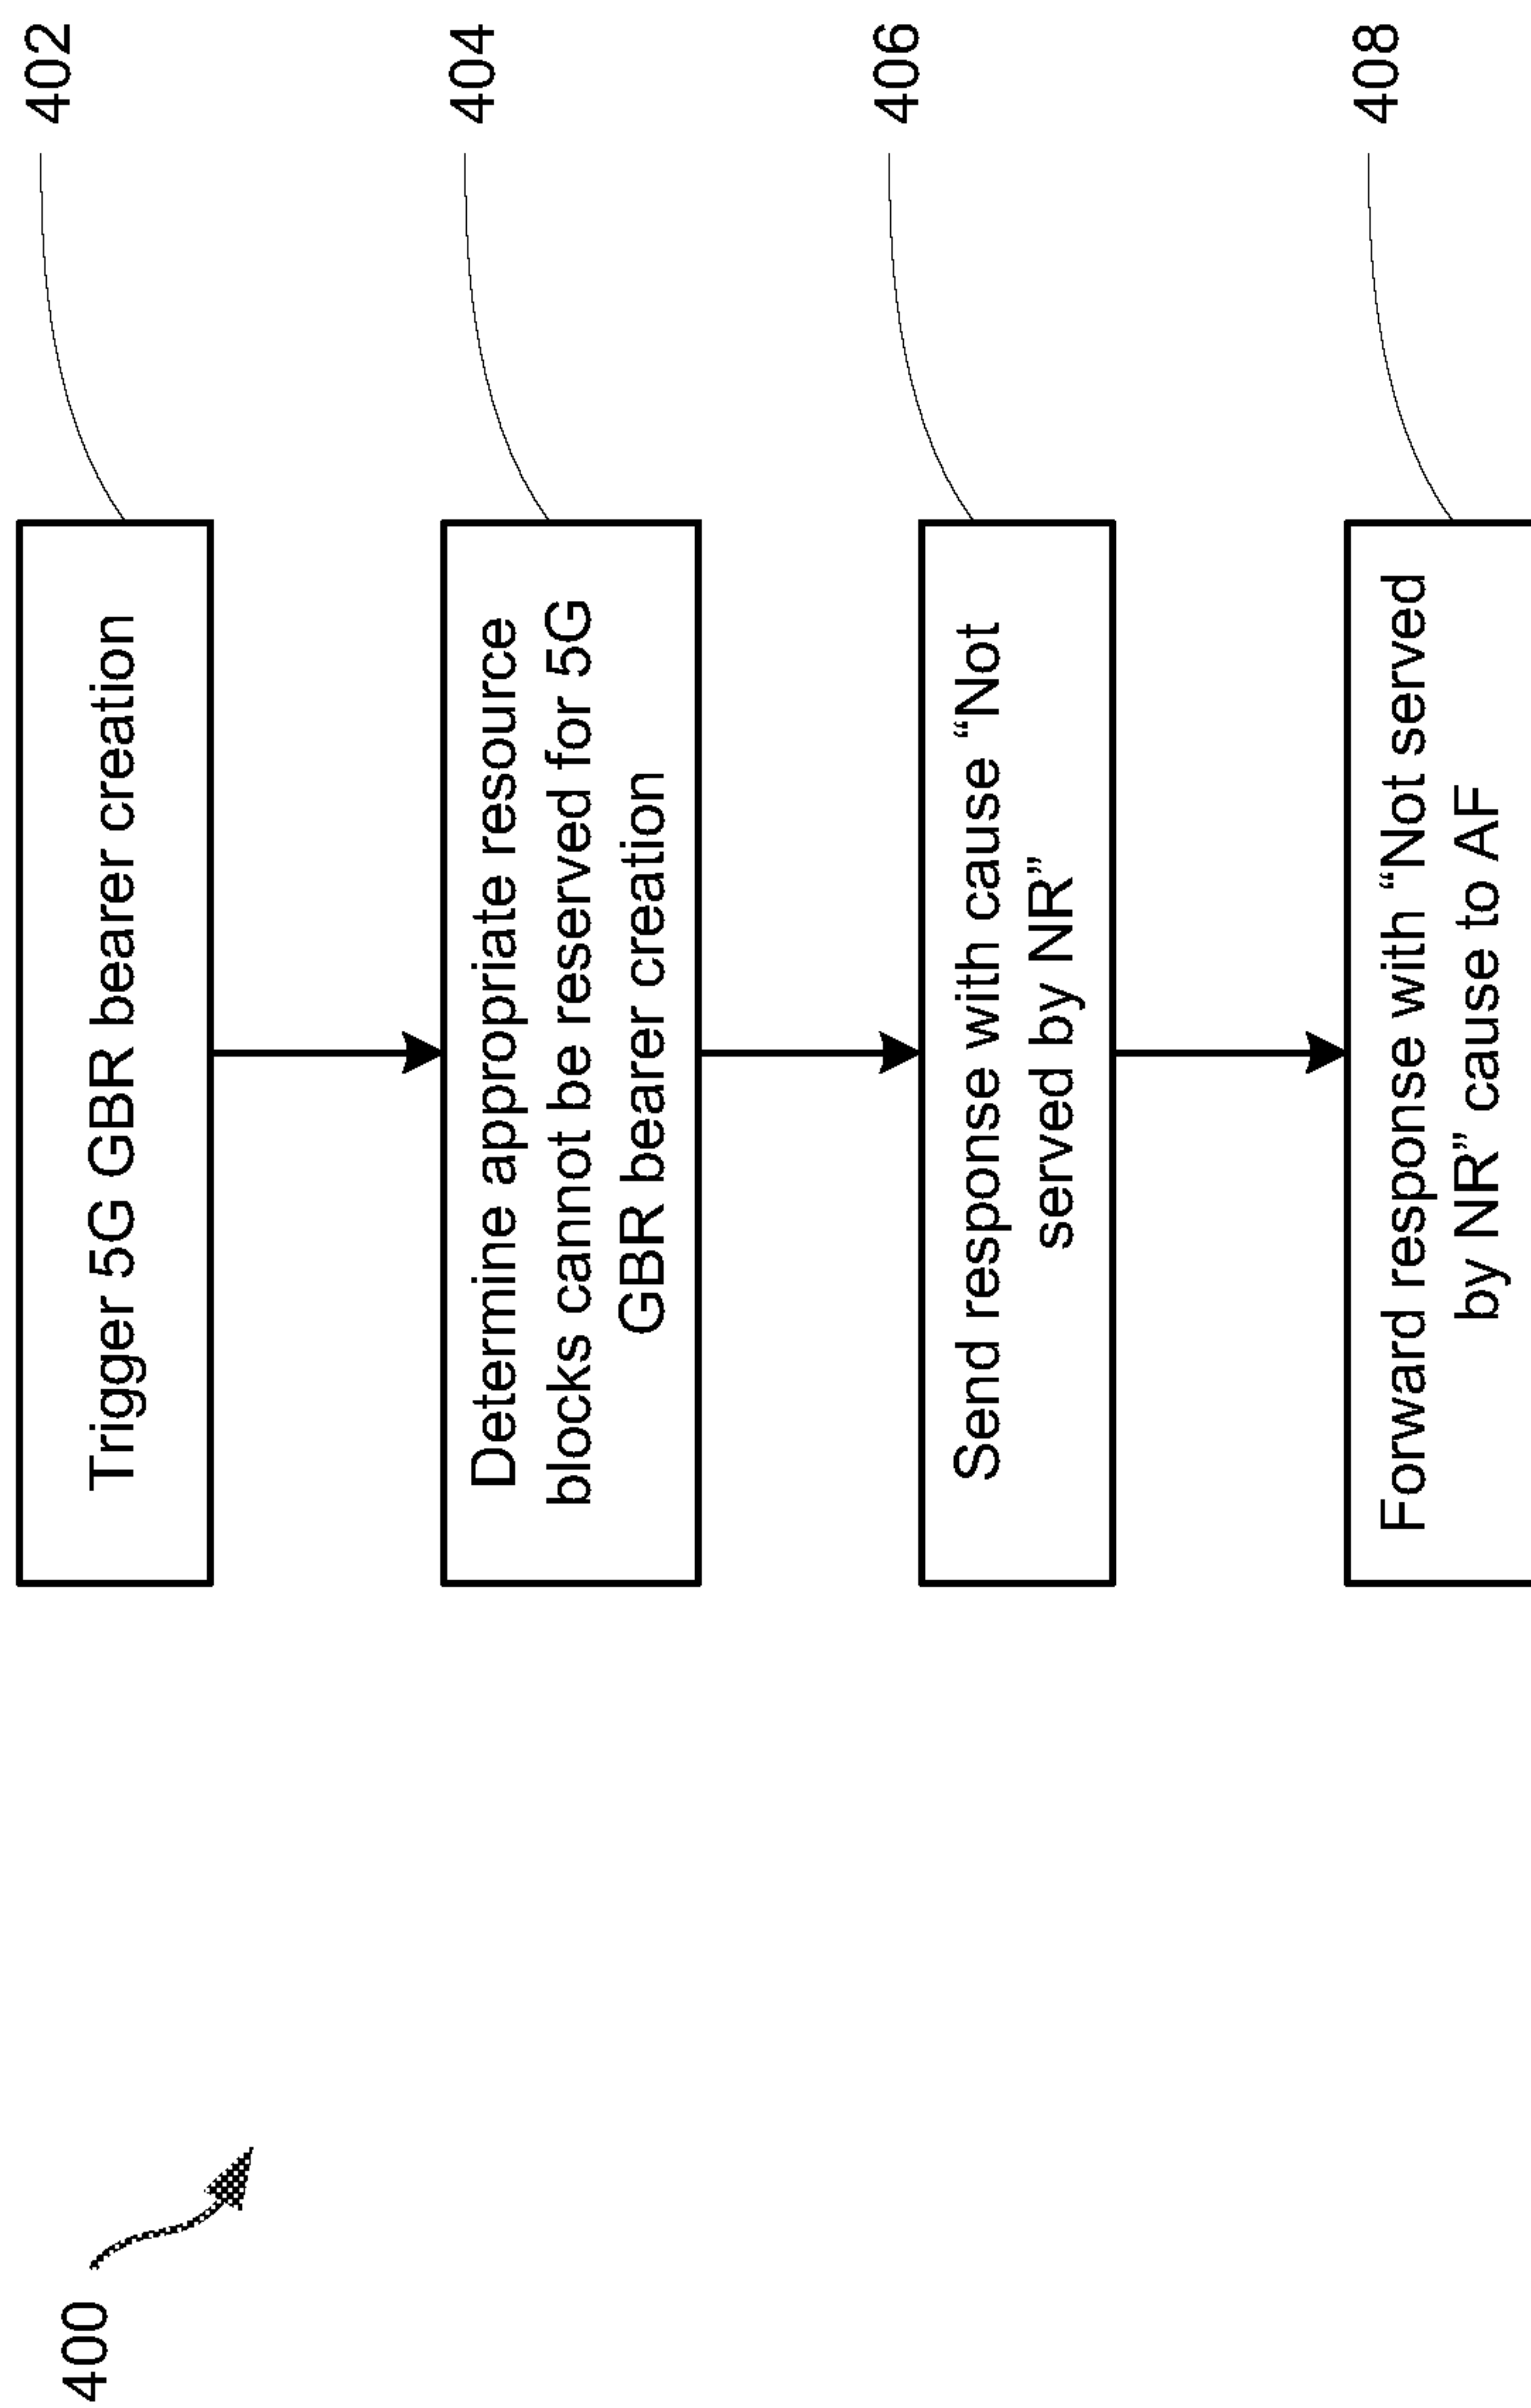 400
402
Trigger 5G GBR bearer creation
404
Determine appropriate resource
blocks cannot be reserved for 5G
GBR bearer creation
406
Send response with cause “Not
served by NR”
408
Forward response with “Not served
by NR” cause to AF